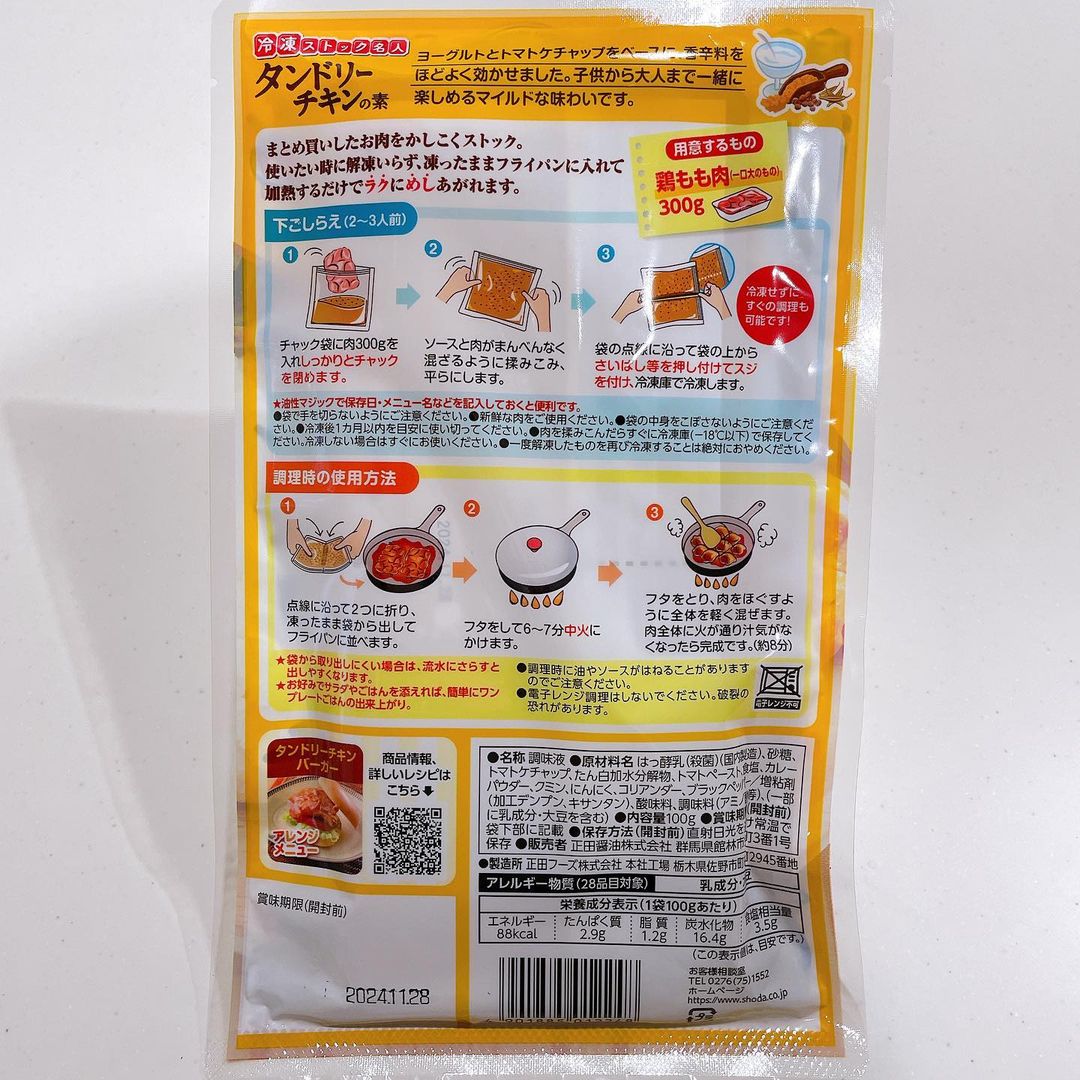 冷凍ストック名人
タンドリー
チキンの素
ヨーグルトとトマトケチャップをベースに、香辛料を
ほどよく効かせました。子供から大人まで一緒に
楽しめるマイルドな味わいです。
まとめ買いしたお肉をかしこくストック。
使いたい時に解凍いらず、凍ったままフライパンに入れて
加熱するだけでラクにめしあがれます。
用意するもの
鶏もも肉(一口大のもの)
300g
下ごしらえ(2〜3人前)
1
2
3
冷凍せずに、
すぐの調理も
可能です!
チャック袋に肉300gを
入れしっかりとチャック
を閉めます。
ソースと肉がまんべんなく
混ざるように揉みこみ、
平らにします。
袋の点線に沿って袋の上から
さいばし等を押し付けてスジ
を付け、冷凍庫で冷凍します。
★油性マジックで保存日・メニュー名などを記入しておくと便利です。
●袋で手を切らないようにご注意ください。●新鮮な肉をご使用ください。●袋の中身をこぼさないようにご注意くだ
さい。●冷凍後1カ月以内を目安に使い切ってください。●肉を揉みこんだらすぐに冷凍庫(−18℃以下)で保存してく
ださい。冷凍しない場合はすぐにお使いください。●一度解凍したものを再び冷凍することは絶対におやめください。
調理時の使用方法
1
2
3
点線に沿って2つに折り、
凍ったまま袋から出して
フライパンに並べます。
フタをして6〜7分中火に
かけます。
フタをとり、肉をほぐすよ
うに全体を軽く混ぜます。
肉全体に火が通り汁気がな
くなったら完成です。(約8分)
★袋から取り出しにくい場合は、流水にさらすと
出しやすくなります。
★お好みでサラダやごはんを添えれば、簡単にワン
プレートごはんの出来上がり。
●調理時に油やソースがはねることがあります
のでご注意ください。
●電子レンジ調理はしないでください。破裂の
恐れがあります。
電子レンジ不可
タンドリーチキン
バーガー
アレンジ
メニュー
商品情報、
詳しいレシピは
こちら
●名称 調味液 ●原材料名 はっ酵乳(殺菌)(国内製造)、砂糖、
トマトケチャップ、たん白加水分解物、トマトペースト、食塩、カレー
パウダー、クミン、にんにく、コリアンダー、ブラックペッパー/増粘剤
(加工デンプン、キサンタン)、酸味料、調味料(アミノ酸等)、(一部
に乳成分・大豆を含む) ●内容量100g ●賞味期限(開封前)
袋下部に記載 ●保存方法(開封前) 直射日光を け常温で
保存 ●販売者 正田醤油株式会社 群馬県館林市 町3番1号
●製造所 正田フーズ株式会社 本社工場 栃木県佐野市 2945番地
アレルギー物質(28品目対象) 乳成分・
栄養成分表示(1袋100gあたり)
エネルギー たんぱく質 脂質 炭水化物 食塩相当量
88kcal 2.9g 1.2g 16.4g 3.5g
(この表示値は、目安です。)
賞味期限(開封前)
2024.11.28
お客様相談室
TEL 0276(75)1552
ホームページ
https://www.shoda.co.jp